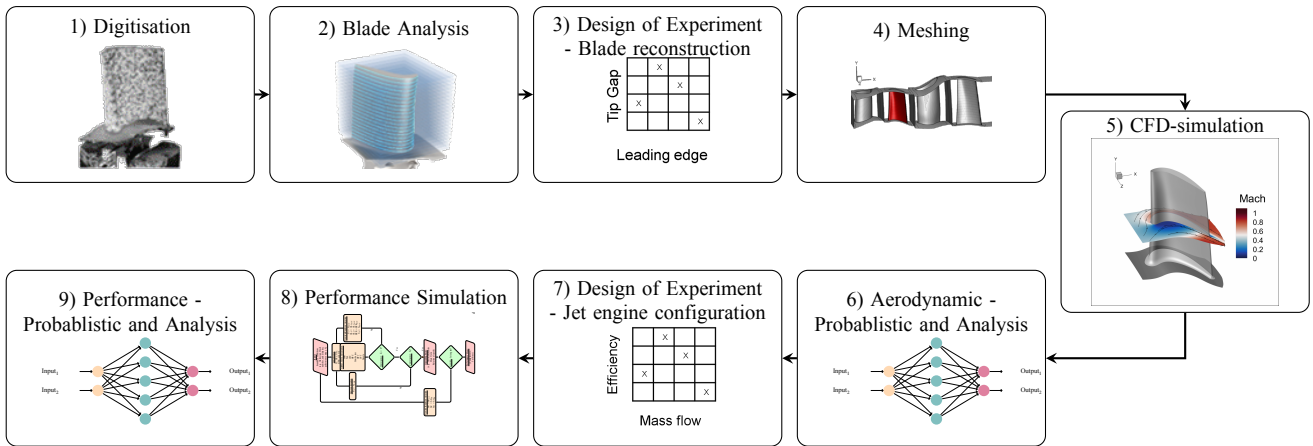 1) Digitisation
2) Blade Analysis
3) Design of Experiment
- Blade reconstruction
Tip Gap
X
X
X
X
Leading edge
4) Meshing
Y
X
Z
5) CFD-simulation
Y
X
Z
Mach
1
0.8
0.6
0.4
0.2
0
9) Performance -
Probablistic and Analysis
Input1
Input2
Output1
Output2
8) Performance Simulation
7) Design of Experiment
- Jet engine configuration
Efficiency
X
X
X
X
Mass flow
6) Aerodynamic -
Probablistic and Analysis
Input1
Input2
Output1
Output2